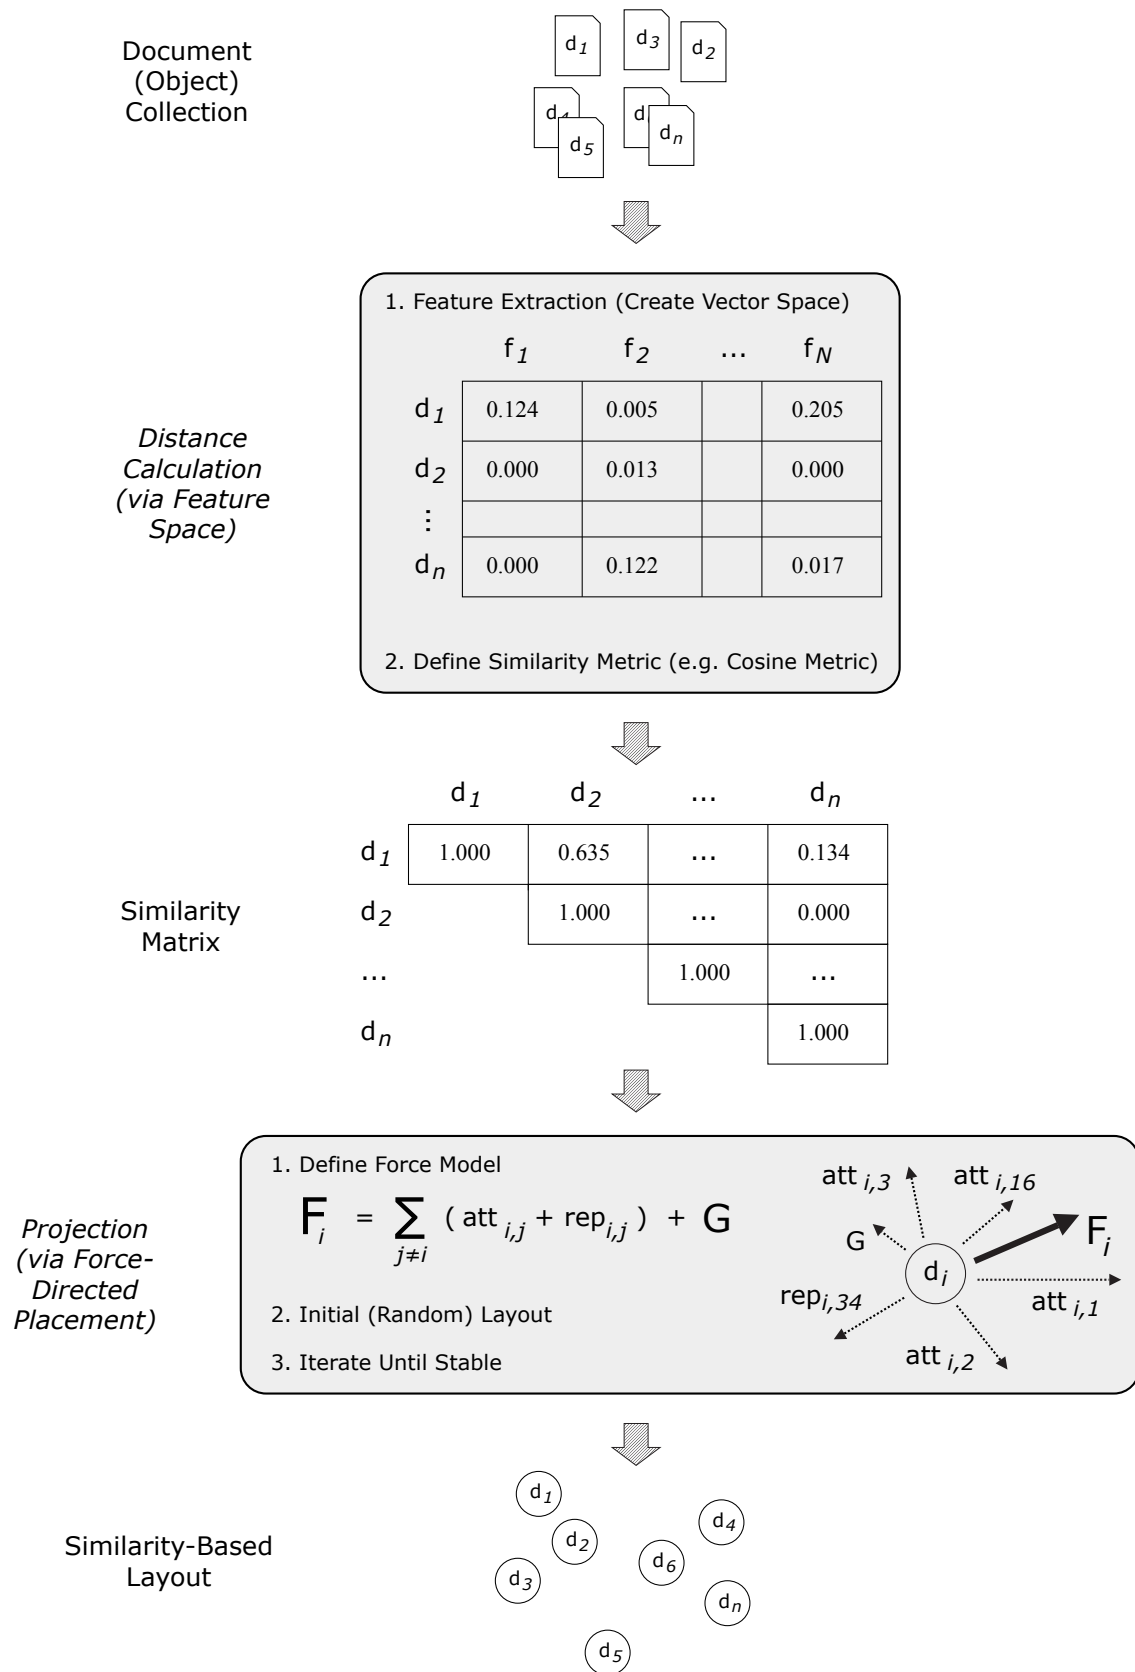 Document
(Object)
Collection
d1 d3 d2
d4 d5 dn
1. Feature Extraction (Create Vector Space)
f1 f2 ... fN
d1 0.124 0.005 0.205
Distance
Calculation
(via Feature
Space)
d2 0.000 0.013 0.000
⋮
dn 0.000 0.122 0.017
2. Define Similarity Metric (e.g. Cosine Metric)
d1 d2 ... dn
d1 1.000 0.635 ... 0.134
Similarity
Matrix
d2 1.000 ... 0.000
... 1.000 ...
dn 1.000
Projection
(via Force-
Directed
Placement)
1. Define Force Model
Fi = ∑j≠i ( att i,j + rep i,j ) + G
2. Initial (Random) Layout
3. Iterate Until Stable
att i,3 att i,16
G Fi
di
rep i,34 att i,1
att i,2
Similarity-Based
Layout
d1
d4
d2
d6
d3
dn
d5